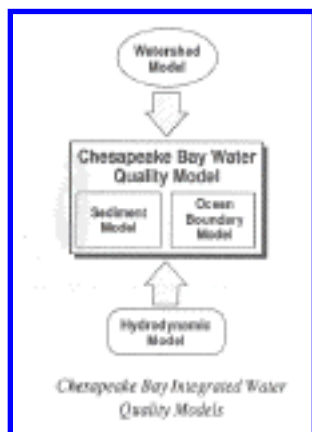 Watershed
Model
Chesapeake Bay Water
Quality Model
Sediment
Model
Ocean
Boundary
Model
Hydrodynamic
Model
Chesapeake Bay Integrated Water
Quality Models